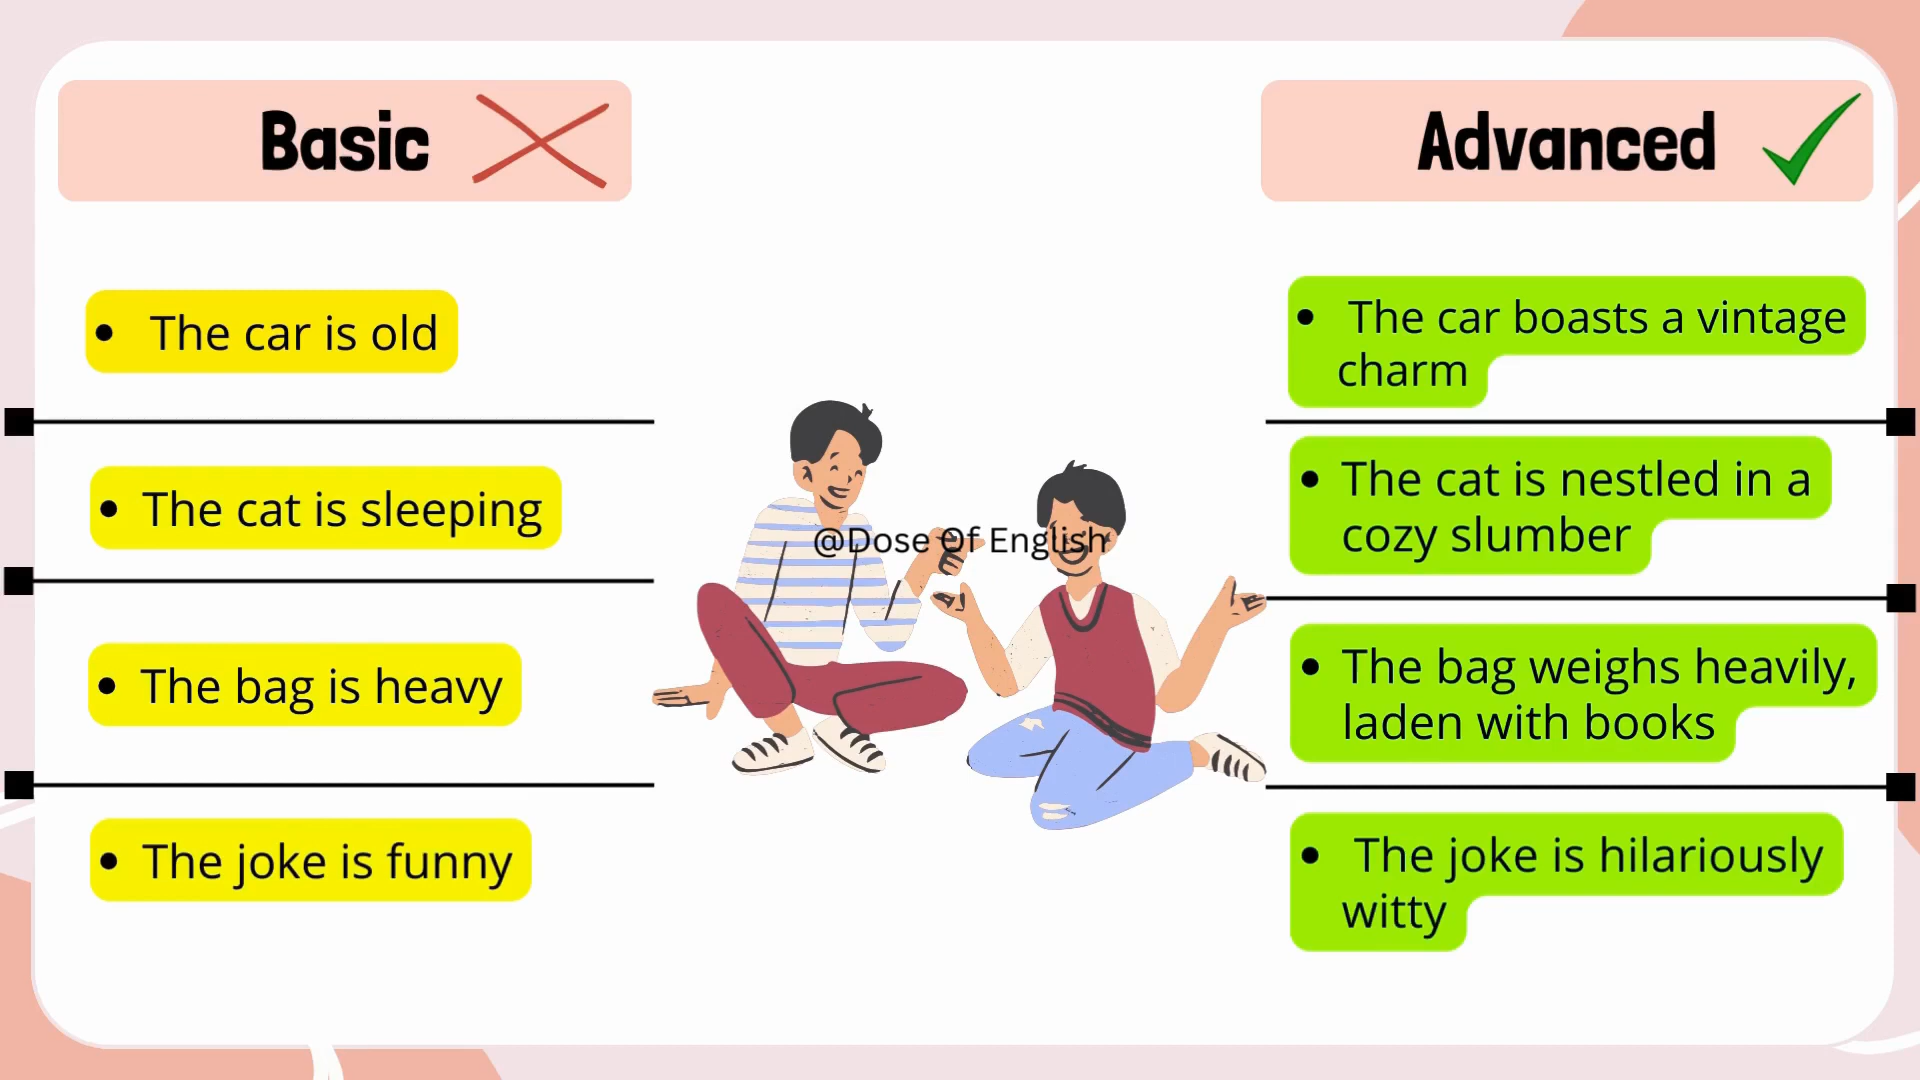 Basic
Advanced
• The car is old
• The car boasts a vintage
charm
• The cat is sleeping
• The cat is nestled in a
cozy slumber
@Dose Of English
• The bag is heavy
• The bag weighs heavily,
laden with books
• The joke is funny
• The joke is hilariously
witty